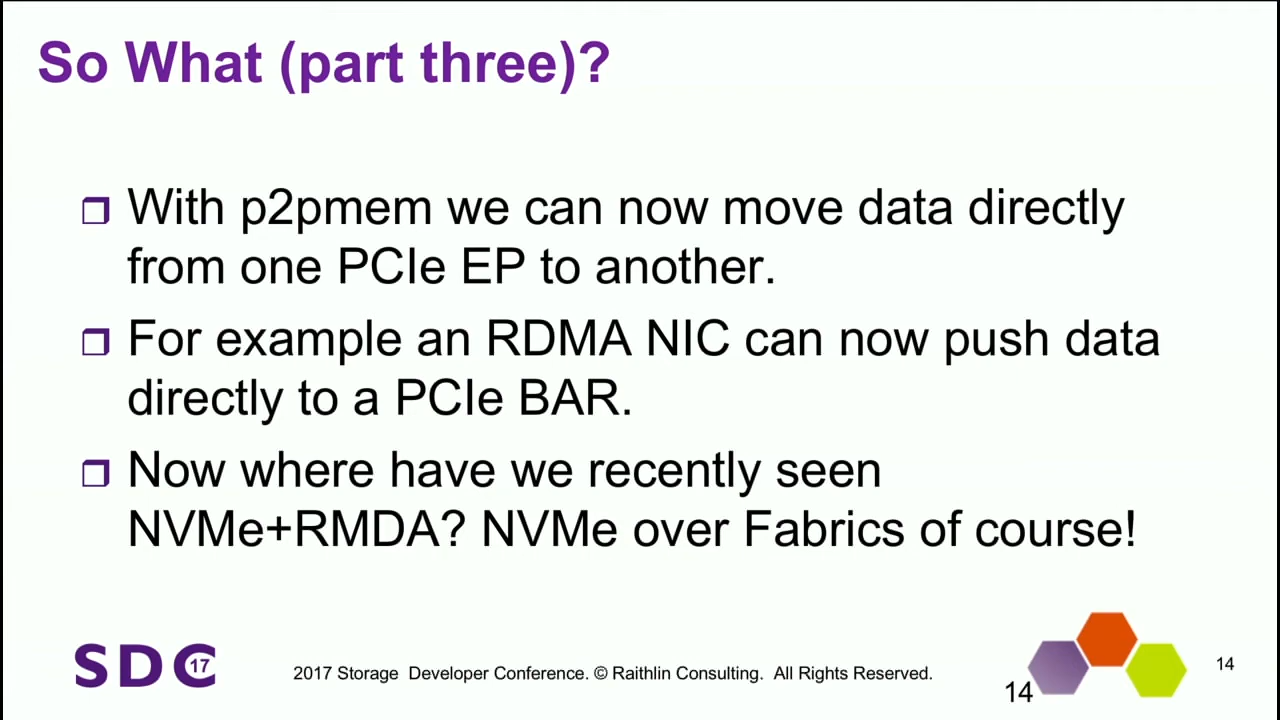 So What (part three)?
With p2pmem we can now move data directly
from one PCIe EP to another.
For example an RDMA NIC can now push data
directly to a PCIe BAR.
Now where have we recently seen
NVMe+RMDA? NVMe over Fabrics of course!
SDC 17
2017 Storage Developer Conference. © Raithlin Consulting. All Rights Reserved.
14
14